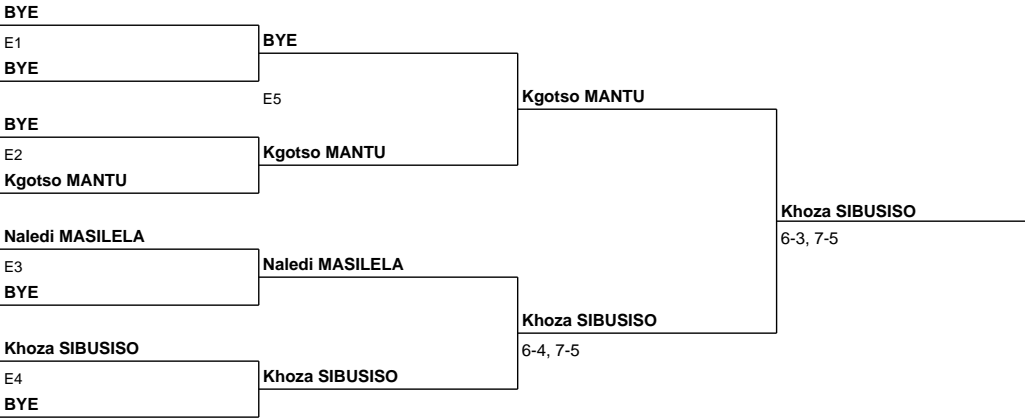 BYE
E1
BYE
BYE
E5
BYE
E2
Kgotso MANTU
Kgotso MANTU
Kgotso MANTU
Naledi MASILELA
E3
BYE
Naledi MASILELA
Khoza SIBUSISO
E4
BYE
Khoza SIBUSISO
Khoza SIBUSISO
6-4, 7-5
Khoza SIBUSISO
6-3, 7-5